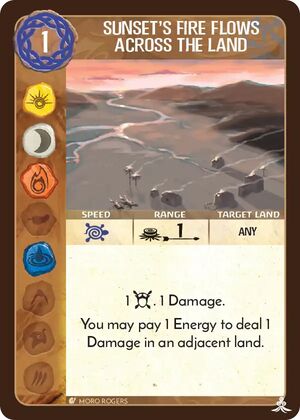 1
SUNSET'S FIRE FLOWS
ACROSS THE LAND
SPEED RANGE TARGET LAND
1 ANY
1 . 1 Damage.
You may pay 1 Energy to deal 1
Damage in an adjacent land.
MORO ROGERS